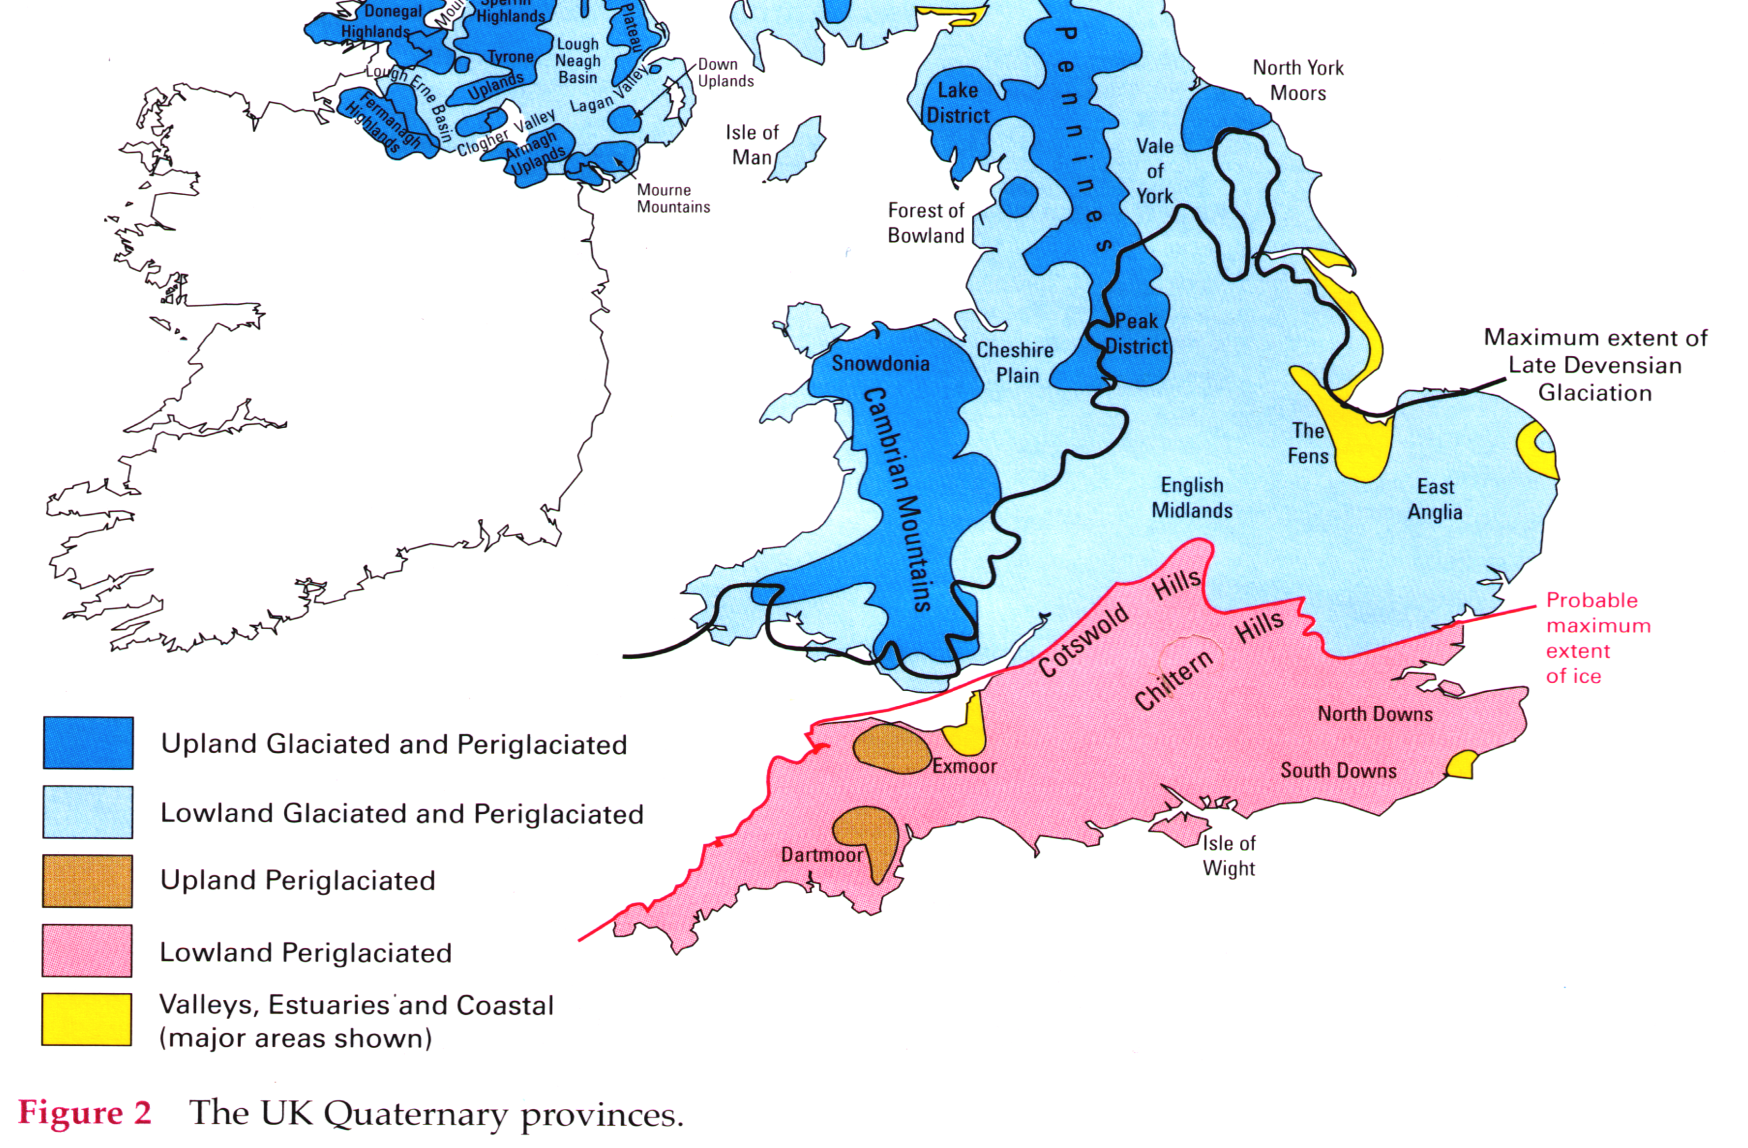 Donegal
Highlands
Sperrin
Highlands
Plateau
Tyrone
Uplands
Lough
Neagh
Basin
Lough Erne Basin
Fermanagh
Highlands
Clogher Valley
Lagan Valley
Armagh
Uplands
Down
Uplands
Mourne
Mountains
Isle of
Man
Lake
District
Pennines
North York
Moors
Vale
of
York
Forest of
Bowland
Peak
District
Cheshire
Plain
Snowdonia
Cambrian Mountains
Maximum extent of
Late Devensian
Glaciation
The
Fens
East
Anglia
English
Midlands
Cotswold Hills
Chiltern Hills
Probable
maximum
extent
of ice
North Downs
South Downs
Exmoor
Dartmoor
Isle of
Wight
Upland Glaciated and Periglaciated
Lowland Glaciated and Periglaciated
Upland Periglaciated
Lowland Periglaciated
Valleys, Estuaries and Coastal
(major areas shown)
Figure 2 The UK Quaternary provinces.